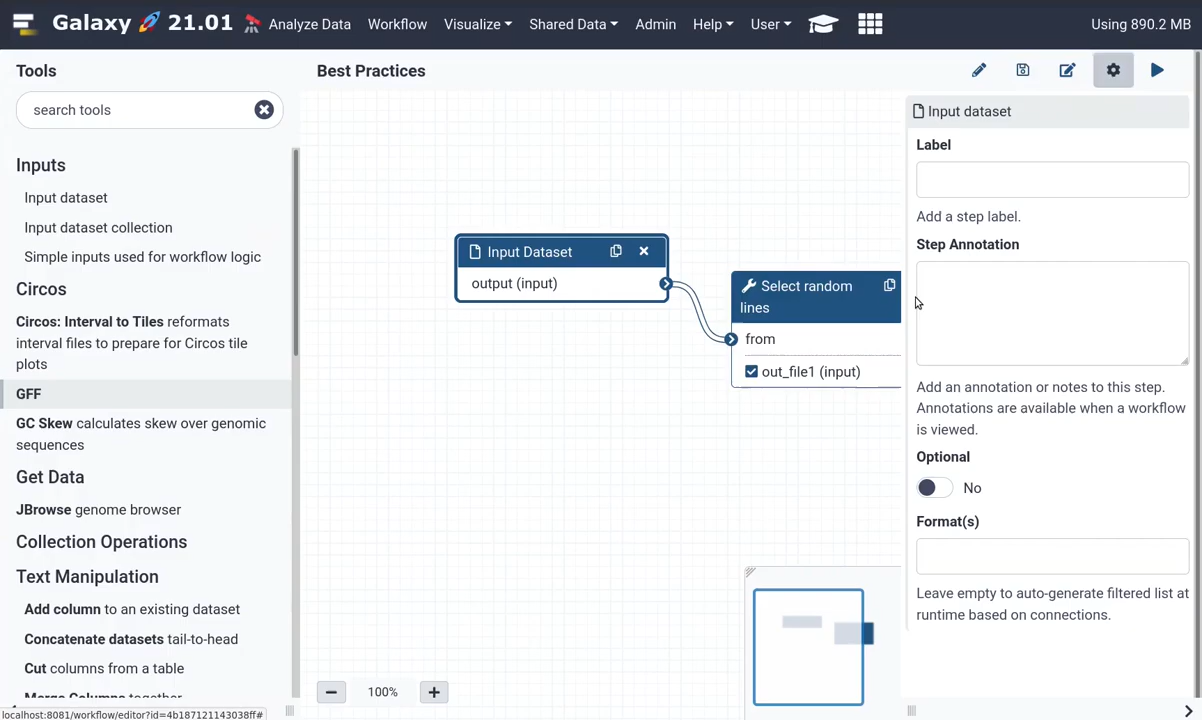 Galaxy 🚀 21.01 Analyze Data Workflow Visualize Shared Data Admin Help User Using 890.2 MB
Tools
search tools
Inputs
Input dataset
Input dataset collection
Simple inputs used for workflow logic
Circos
Circos: Interval to Tiles reformats
interval files to prepare for Circos tile
plots
GFF
GC Skew calculates skew over genomic
sequences
Get Data
JBrowse genome browser
Collection Operations
Text Manipulation
Add column to an existing dataset
Concatenate datasets tail-to-head
Cut columns from a table
Merge Columns together
localhost:8081/workflow/editor?id=4b187121143038ff#
Best Practices
Input Dataset
output (input)
Select random
lines
from
out_file1 (input)
100%
Input dataset
Label
Add a step label.
Step Annotation
Add an annotation or notes to this step.
Annotations are available when a workflow
is viewed.
Optional
No
Format(s)
Leave empty to auto-generate filtered list at
runtime based on connections.